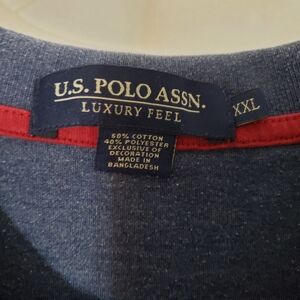 U.S. POLO ASSN.
LUXURY FEEL
XXL
60% COTTON
40% POLYESTER
EXCLUSIVE OF
DECORATION
MADE IN
BANGLADESH